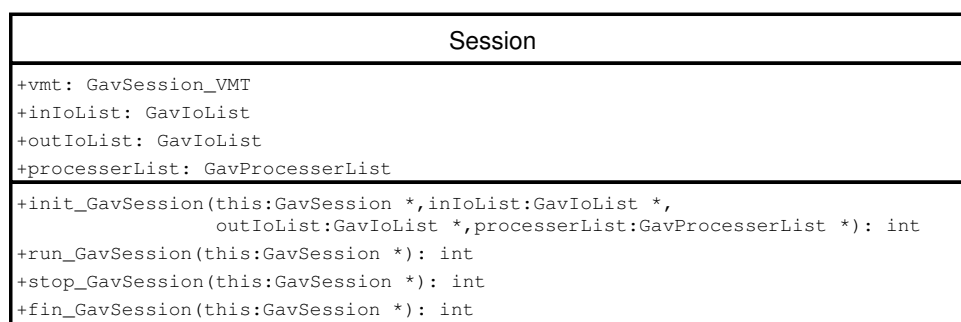 Session
+vmt: GavSession_VMT
+inIoList: GavIoList
+outIoList: GavIoList
+processerList: GavProcesserList
+init_GavSession(this:GavSession *,inIoList:GavIoList *,
outIoList:GavIoList *,processerList:GavProcesserList *): int
+run_GavSession(this:GavSession *): int
+stop_GavSession(this:GavSession *): int
+fin_GavSession(this:GavSession *): int